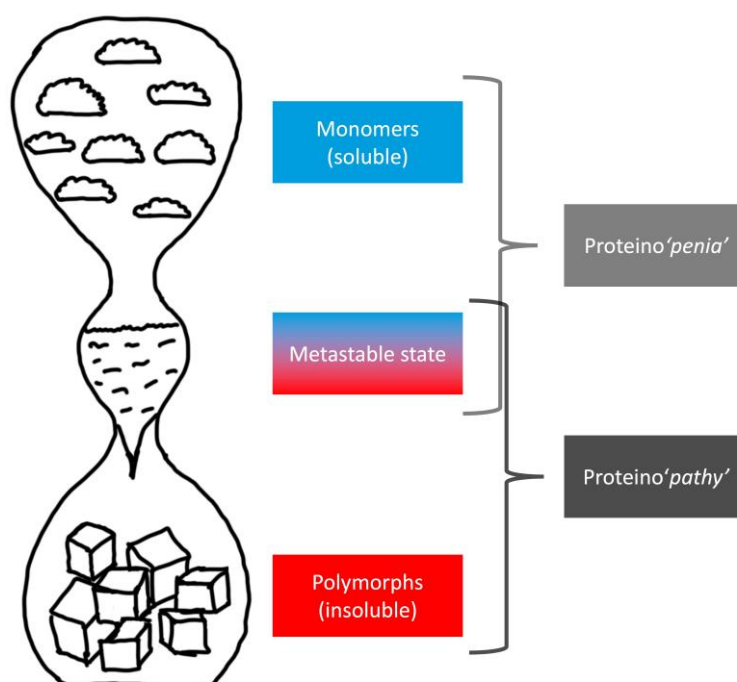 Monomers
(soluble)
Proteino‘penia’
Metastable state
Proteino‘pathy’
Polymorphs
(insoluble)